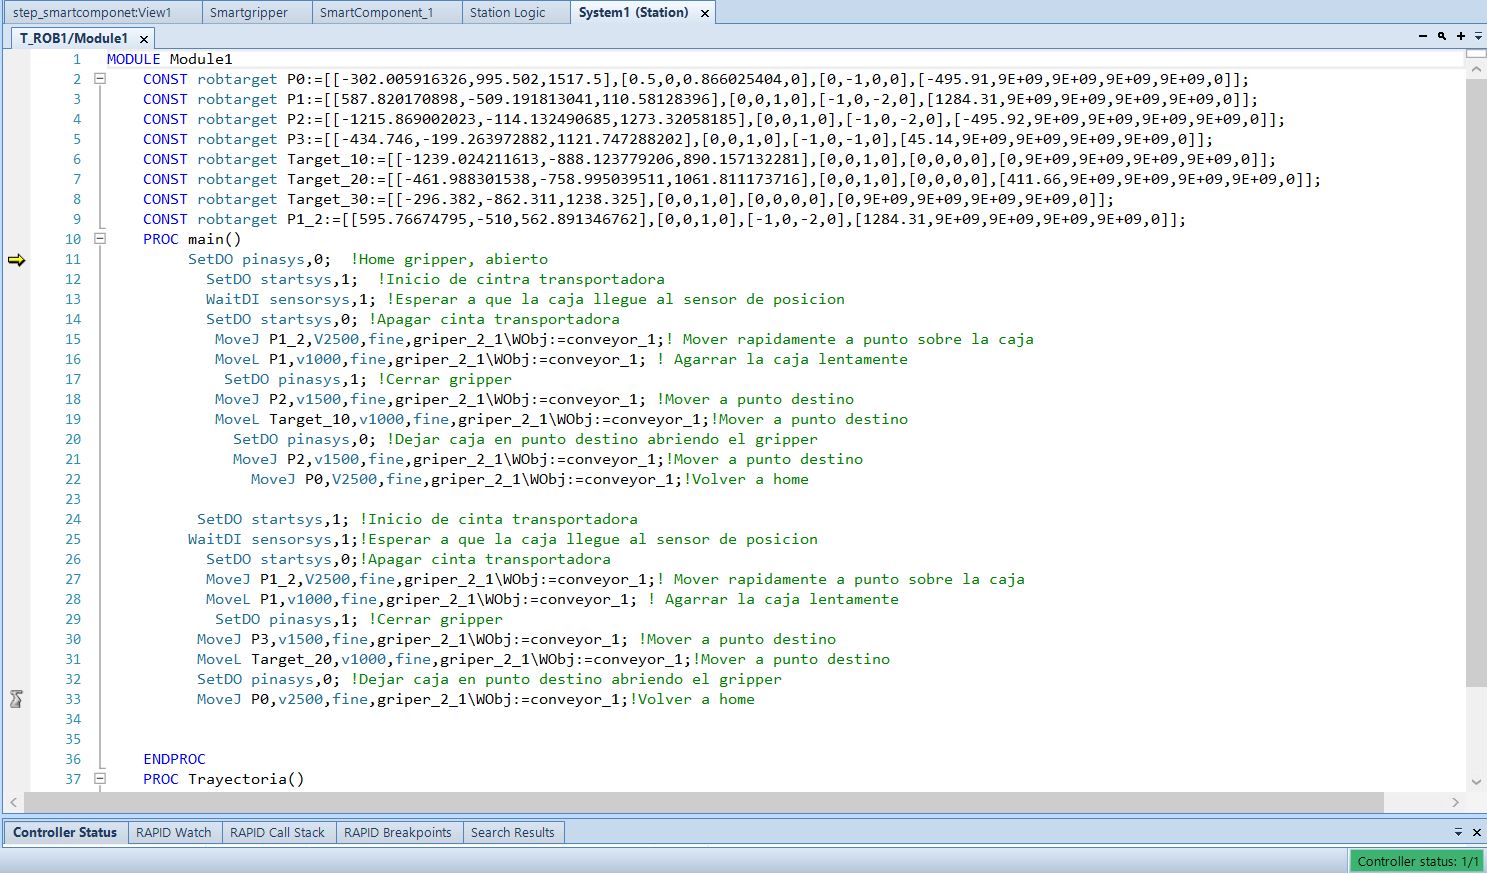 step_smartcomponet:View1 Smartgripper SmartComponent_1 Station Logic System1 (Station)
T_ROB1/Module1
1 MODULE Module1
2 CONST robtarget P0:=[[-302.005916326,995.502,1517.5],[0.5,0,0.866025404,0],[0,-1,0,0],[-495.91,9E+09,9E+09,9E+09,9E+09,0]];
3 CONST robtarget P1:=[[587.820170898,-509.191813041,110.58128396],[0,0,1,0],[-1,0,-2,0],[1284.31,9E+09,9E+09,9E+09,9E+09,0]];
4 CONST robtarget P2:=[[-1215.869002023,-114.132490685,1273.32058185],[0,0,1,0],[-1,0,-2,0],[-495.92,9E+09,9E+09,9E+09,9E+09,0]];
5 CONST robtarget P3:=[[-434.746,-199.263972882,1121.747288202],[0,0,1,0],[-1,0,-1,0],[45.14,9E+09,9E+09,9E+09,9E+09,0]];
6 CONST robtarget Target_10:=[[-1239.024211613,-888.123779206,890.157132281],[0,0,1,0],[0,0,0,0],[0,9E+09,9E+09,9E+09,9E+09,0]];
7 CONST robtarget Target_20:=[[-461.988301538,-758.995039511,1061.811173716],[0,0,1,0],[0,0,0,0],[411.66,9E+09,9E+09,9E+09,9E+09,0]];
8 CONST robtarget Target_30:=[[-296.382,-862.311,1238.325],[0,0,1,0],[0,0,0,0],[0,9E+09,9E+09,9E+09,9E+09,0]];
9 CONST robtarget P1_2:=[[595.76674795,-510,562.891346762],[0,0,1,0],[-1,0,-2,0],[1284.31,9E+09,9E+09,9E+09,9E+09,0]];
10 PROC main()
11 SetDO pinasys,0; !Home gripper, abierto
12 SetDO startsys,1; !Inicio de cintra transportadora
13 WaitDI sensorsys,1; !Esperar a que la caja llegue al sensor de posicion
14 SetDO startsys,0; !Apagar cinta transportadora
15 MoveJ P1_2,V2500,fine,griper_2_1\WObj:=conveyor_1;! Mover rapidamente a punto sobre la caja
16 MoveL P1,v1000,fine,griper_2_1\WObj:=conveyor_1; ! Agarrar la caja lentamente
17 SetDO pinasys,1; !Cerrar gripper
18 MoveJ P2,v1500,fine,griper_2_1\WObj:=conveyor_1; !Mover a punto destino
19 MoveL Target_10,v1000,fine,griper_2_1\WObj:=conveyor_1;!Mover a punto destino
20 SetDO pinasys,0; !Dejar caja en punto destino abriendo el gripper
21 MoveJ P2,v1500,fine,griper_2_1\WObj:=conveyor_1;!Mover a punto destino
22 MoveJ P0,V2500,fine,griper_2_1\WObj:=conveyor_1;!Volver a home
23
24 SetDO startsys,1; !Inicio de cinta transportadora
25 WaitDI sensorsys,1;!Esperar a que la caja llegue al sensor de posicion
26 SetDO startsys,0;!Apagar cinta transportadora
27 MoveJ P1_2,V2500,fine,griper_2_1\WObj:=conveyor_1;! Mover rapidamente a punto sobre la caja
28 MoveL P1,v1000,fine,griper_2_1\WObj:=conveyor_1; ! Agarrar la caja lentamente
29 SetDO pinasys,1; !Cerrar gripper
30 MoveJ P3,v1500,fine,griper_2_1\WObj:=conveyor_1; !Mover a punto destino
31 MoveL Target_20,v1000,fine,griper_2_1\WObj:=conveyor_1;!Mover a punto destino
32 SetDO pinasys,0; !Dejar caja en punto destino abriendo el gripper
33 MoveJ P0,v2500,fine,griper_2_1\WObj:=conveyor_1;!Volver a home
34
35
36 ENDPROC
37 PROC Trayectoria()
Controller Status RAPID Watch RAPID Call Stack RAPID Breakpoints Search Results
Controller status: 1/1